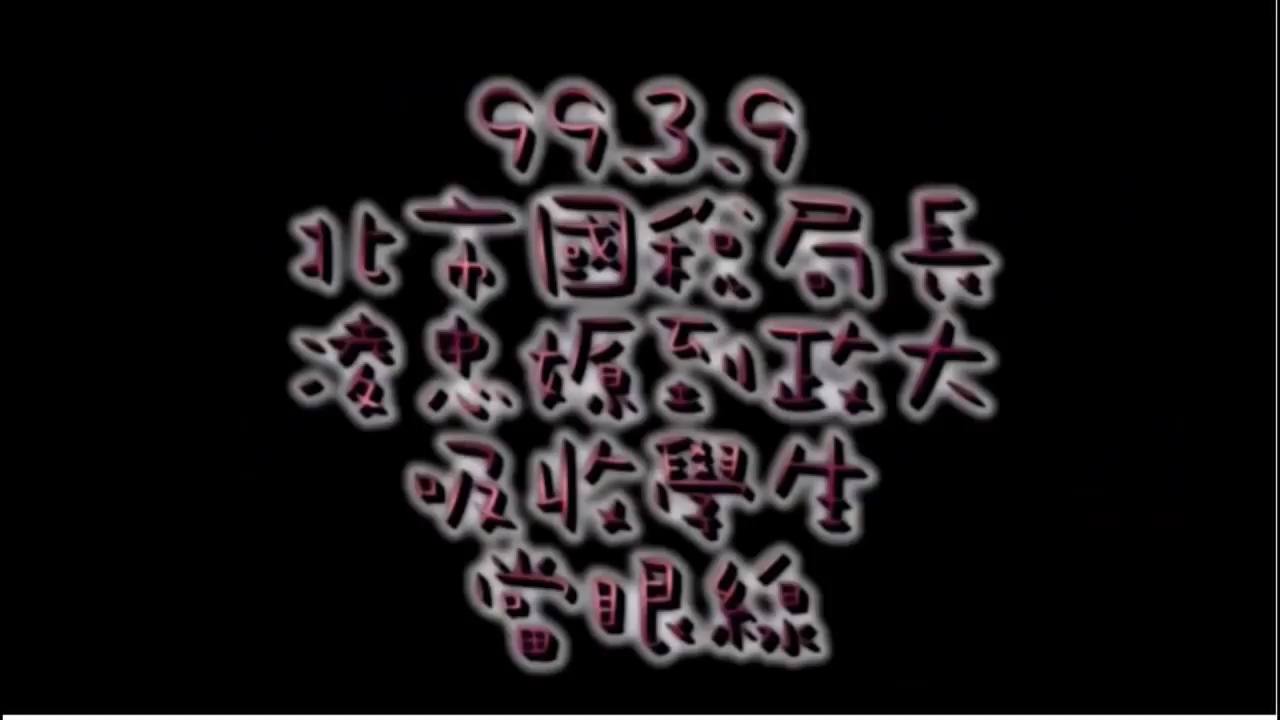 99.3.9
北市國稅局長
凌忠嫄到政大
吸收學生
當眼線